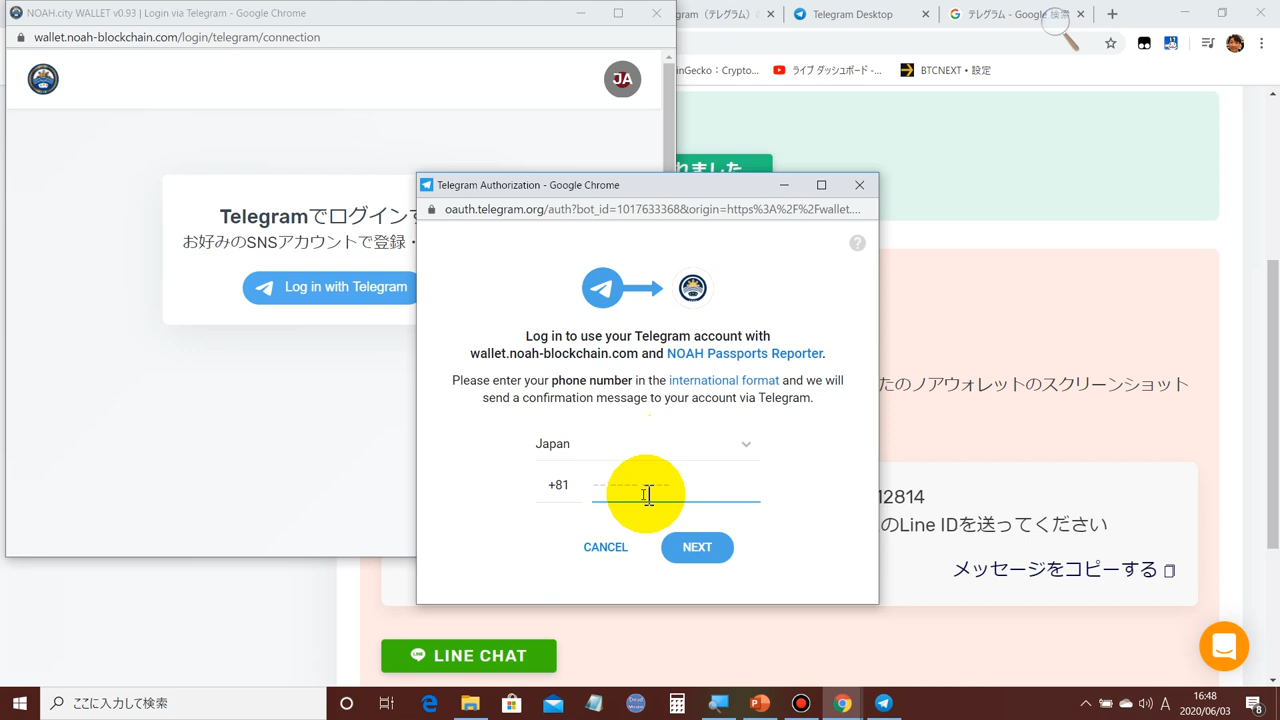 NOAH.city WALLET v0.93 | Login via Telegram - Google Chrome
wallet.noah-blockchain.com/login/telegram/connection
JA
Telegramでログインす
お好みのSNSアカウントで登録・
Log in with Telegram
gram（テレグラム）
Telegram Desktop
テレグラム - Google 検索
inGecko：Crypto...
ライブ ダッシュボード -...
BTCNEXT • 設定
れました
Telegram Authorization - Google Chrome
oauth.telegram.org/auth?bot_id=1017633368&origin=https%3A%2F%2Fwallet....
Log in to use your Telegram account with
wallet.noah-blockchain.com and NOAH Passports Reporter.
Please enter your phone number in the international format and we will
send a confirmation message to your account via Telegram.
Japan
+81
CANCEL
NEXT
たのノアウォレットのスクリーンショット
12814
のLine IDを送ってください
メッセージをコピーする
LINE CHAT
ここに入力して検索
A
16:48
2020/06/03
8